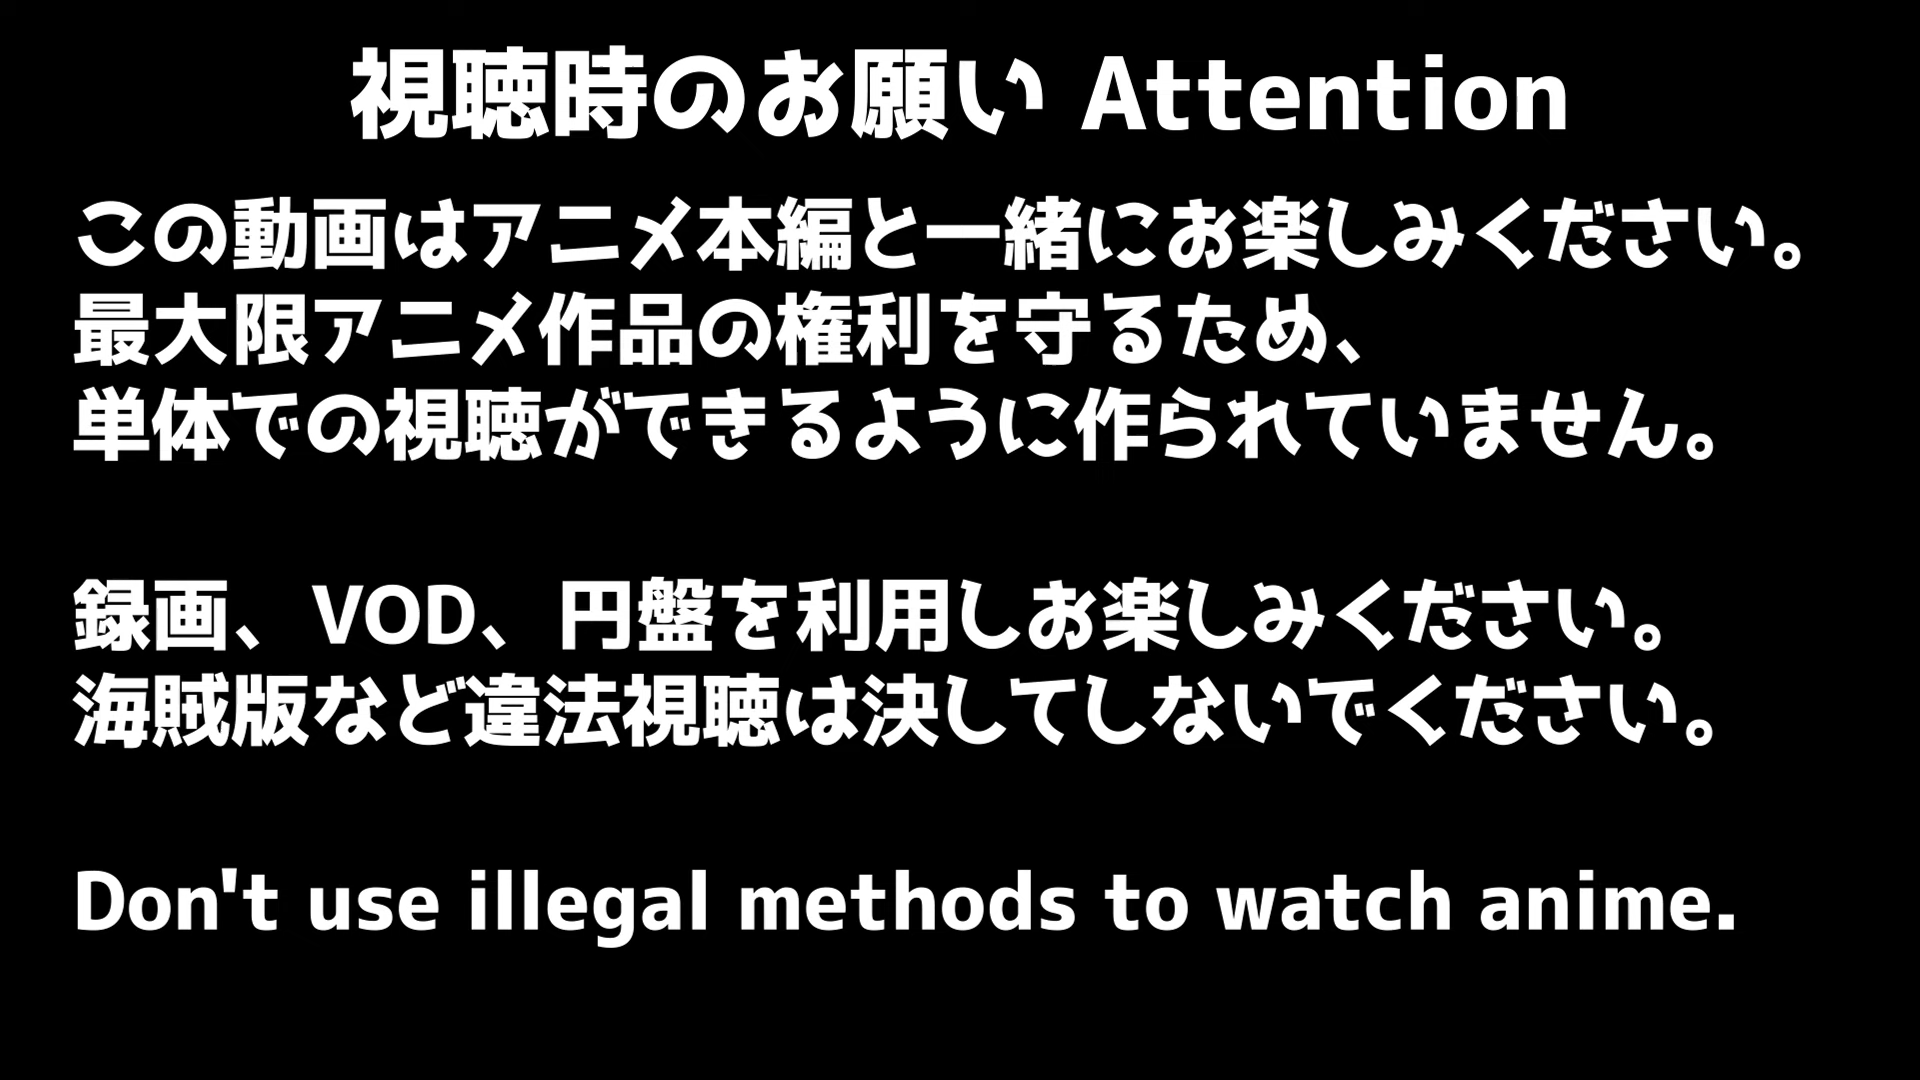 視聴時のお願い Attention
この動画はアニメ本編と一緒にお楽しみください。
最大限アニメ作品の権利を守るため、
単体での視聴ができるように作られていません。
録画、VOD、円盤を利用しお楽しみください。
海賊版など違法視聴は決してしないでください。
Don't use illegal methods to watch anime.